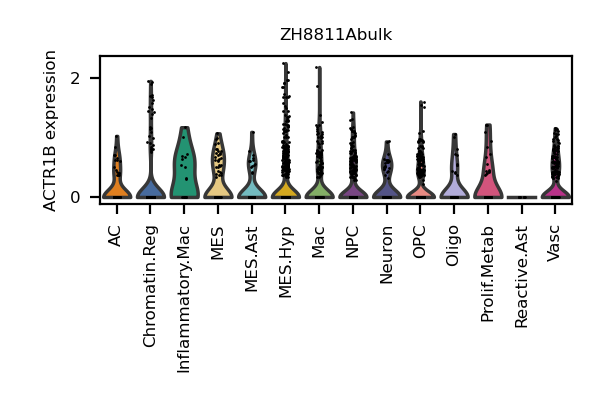 ZH8811Abulk
ACTR1B expression
2
0
AC
Chromatin.Reg
Inflammatory.Mac
MES
MES.Ast
MES.Hyp
Mac
NPC
Neuron
OPC
Oligo
Prolif.Metab
Reactive.Ast
Vasc